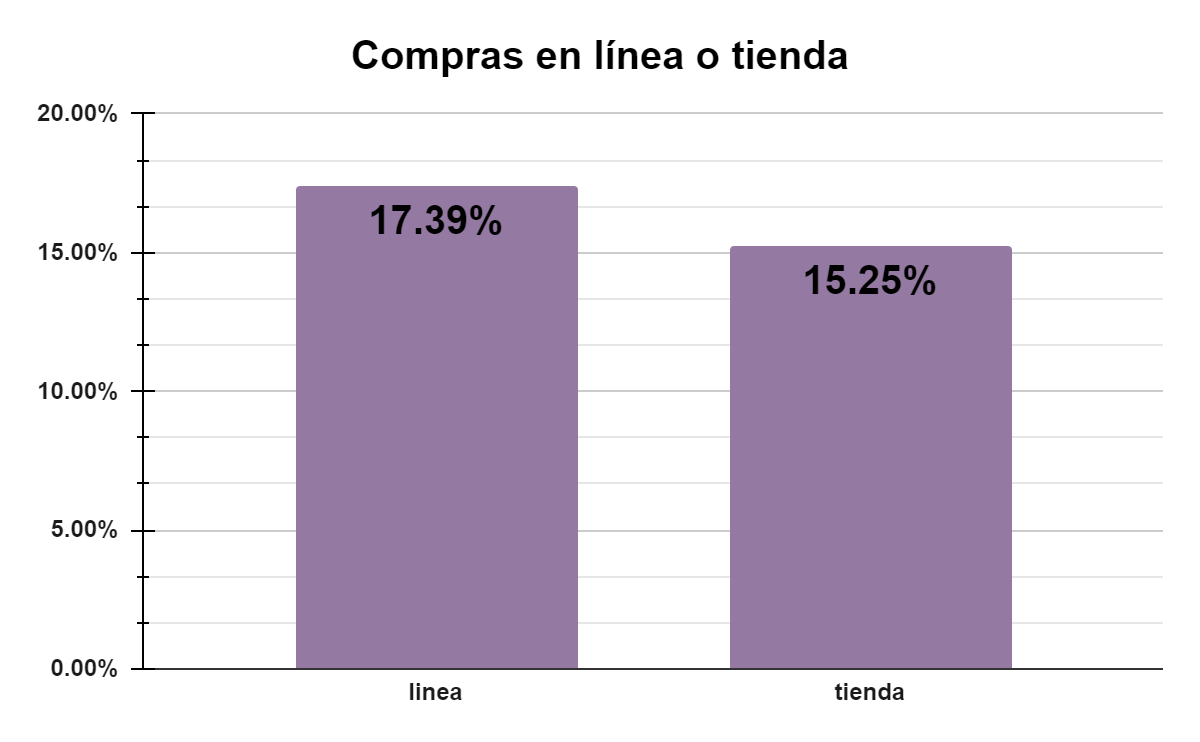 Compras en línea o tienda
20.00%
17.39%
15.00%
15.25%
10.00%
5.00%
0.00%
linea
tienda